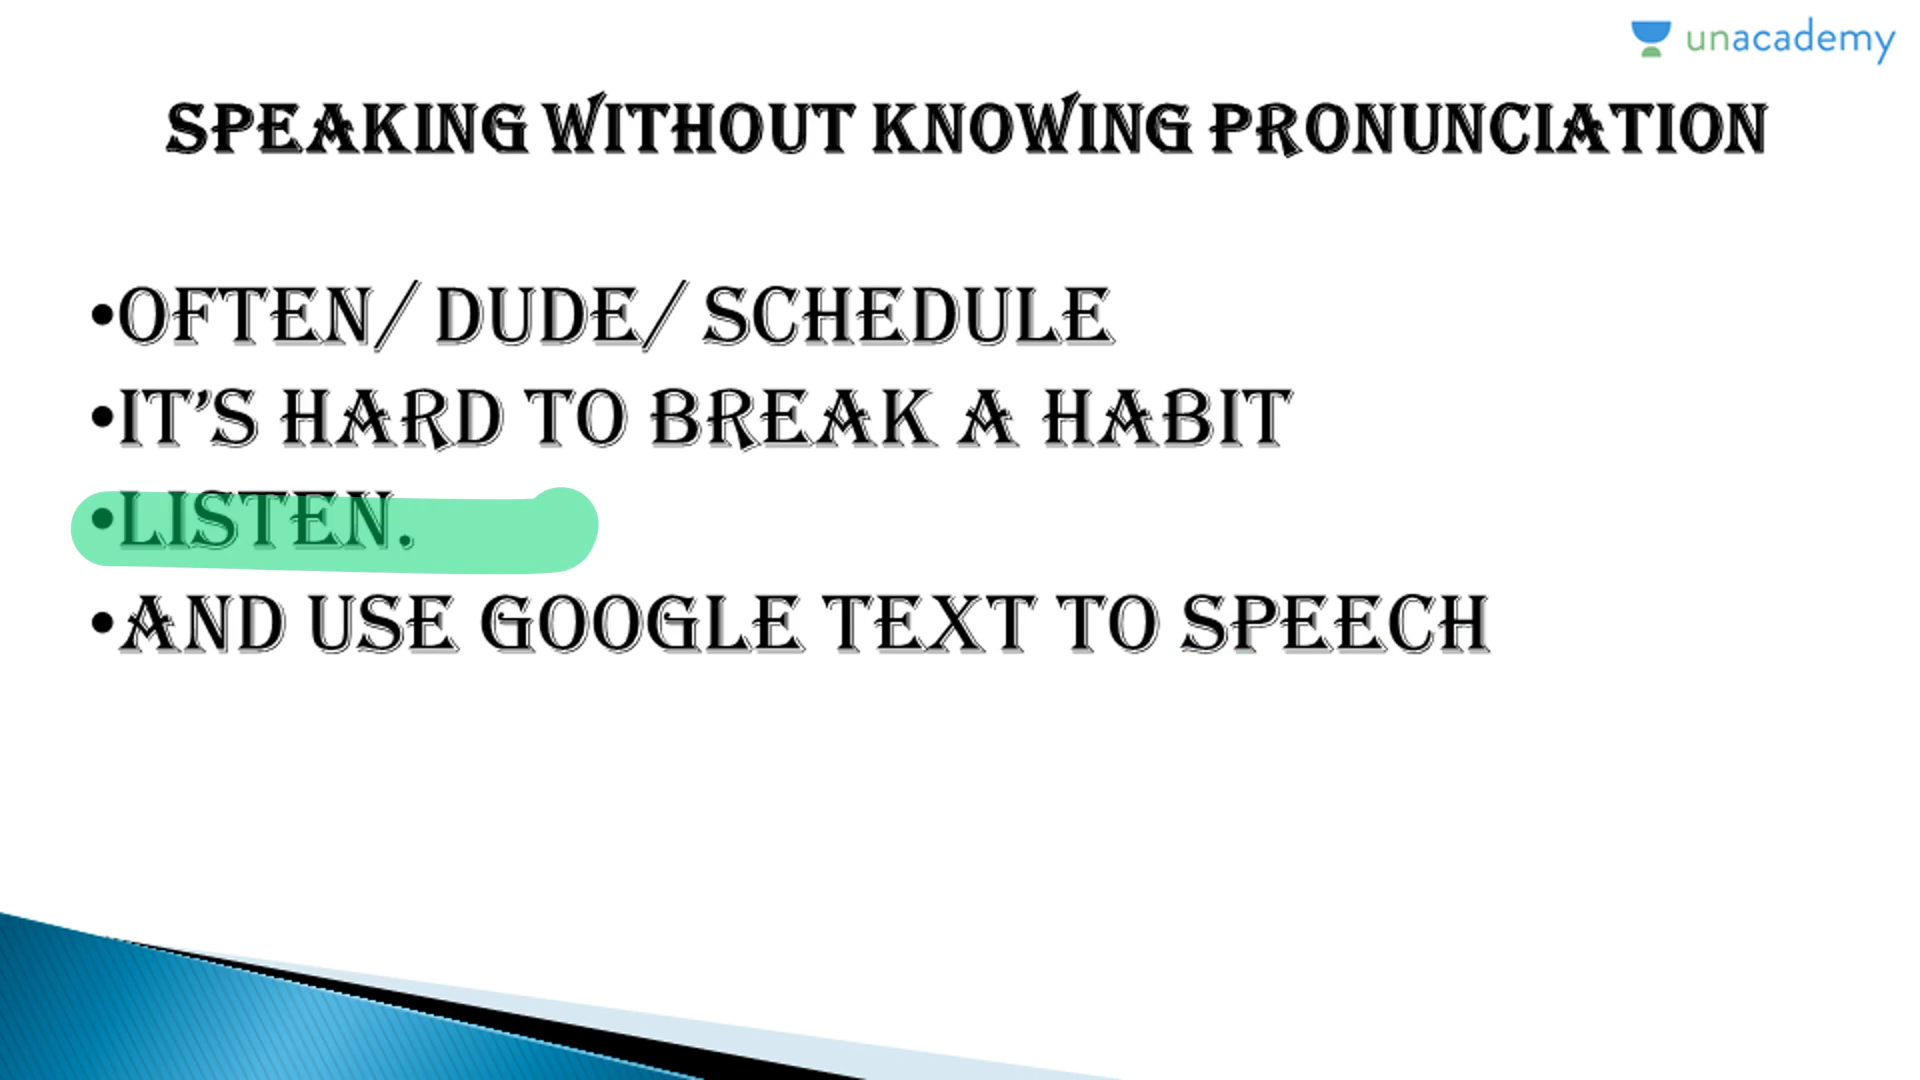 unacademy
SPEAKING WITHOUT KNOWING PRONUNCIATION
•OFTEN/ DUDE/ SCHEDULE
•IT’S HARD TO BREAK A HABIT
•LISTEN.
•AND USE GOOGLE TEXT TO SPEECH